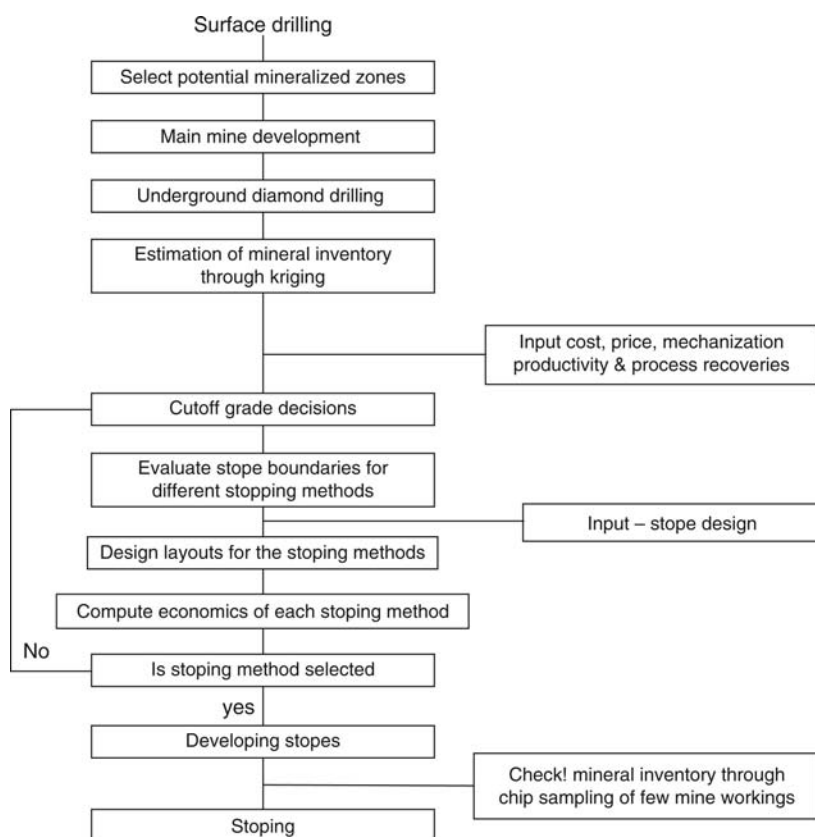 Surface drilling
Select potential mineralized zones
Main mine development
Underground diamond drilling
Estimation of mineral inventory
through kriging
Input cost, price, mechanization
productivity & process recoveries
Cutoff grade decisions
Evaluate stope boundaries for
different stopping methods
Input – stope design
Design layouts for the stoping methods
Compute economics of each stoping method
No
Is stoping method selected
yes
Developing stopes
Check! mineral inventory through
chip sampling of few mine workings
Stoping